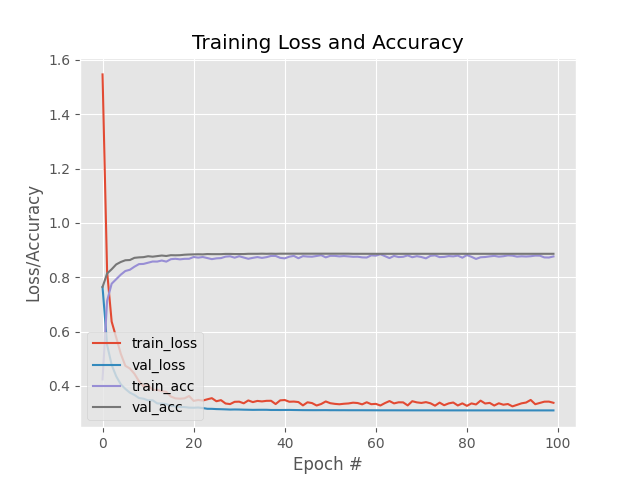 Training Loss and Accuracy
1.6
1.4
1.2
1.0
0.8
0.6
0.4
Loss/Accuracy
train_loss
val_loss
train_acc
val_acc
0 20 40 60 80 100
Epoch #